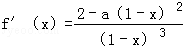 f′ (x) =
2－a (1－x) 2
(1－x) 3